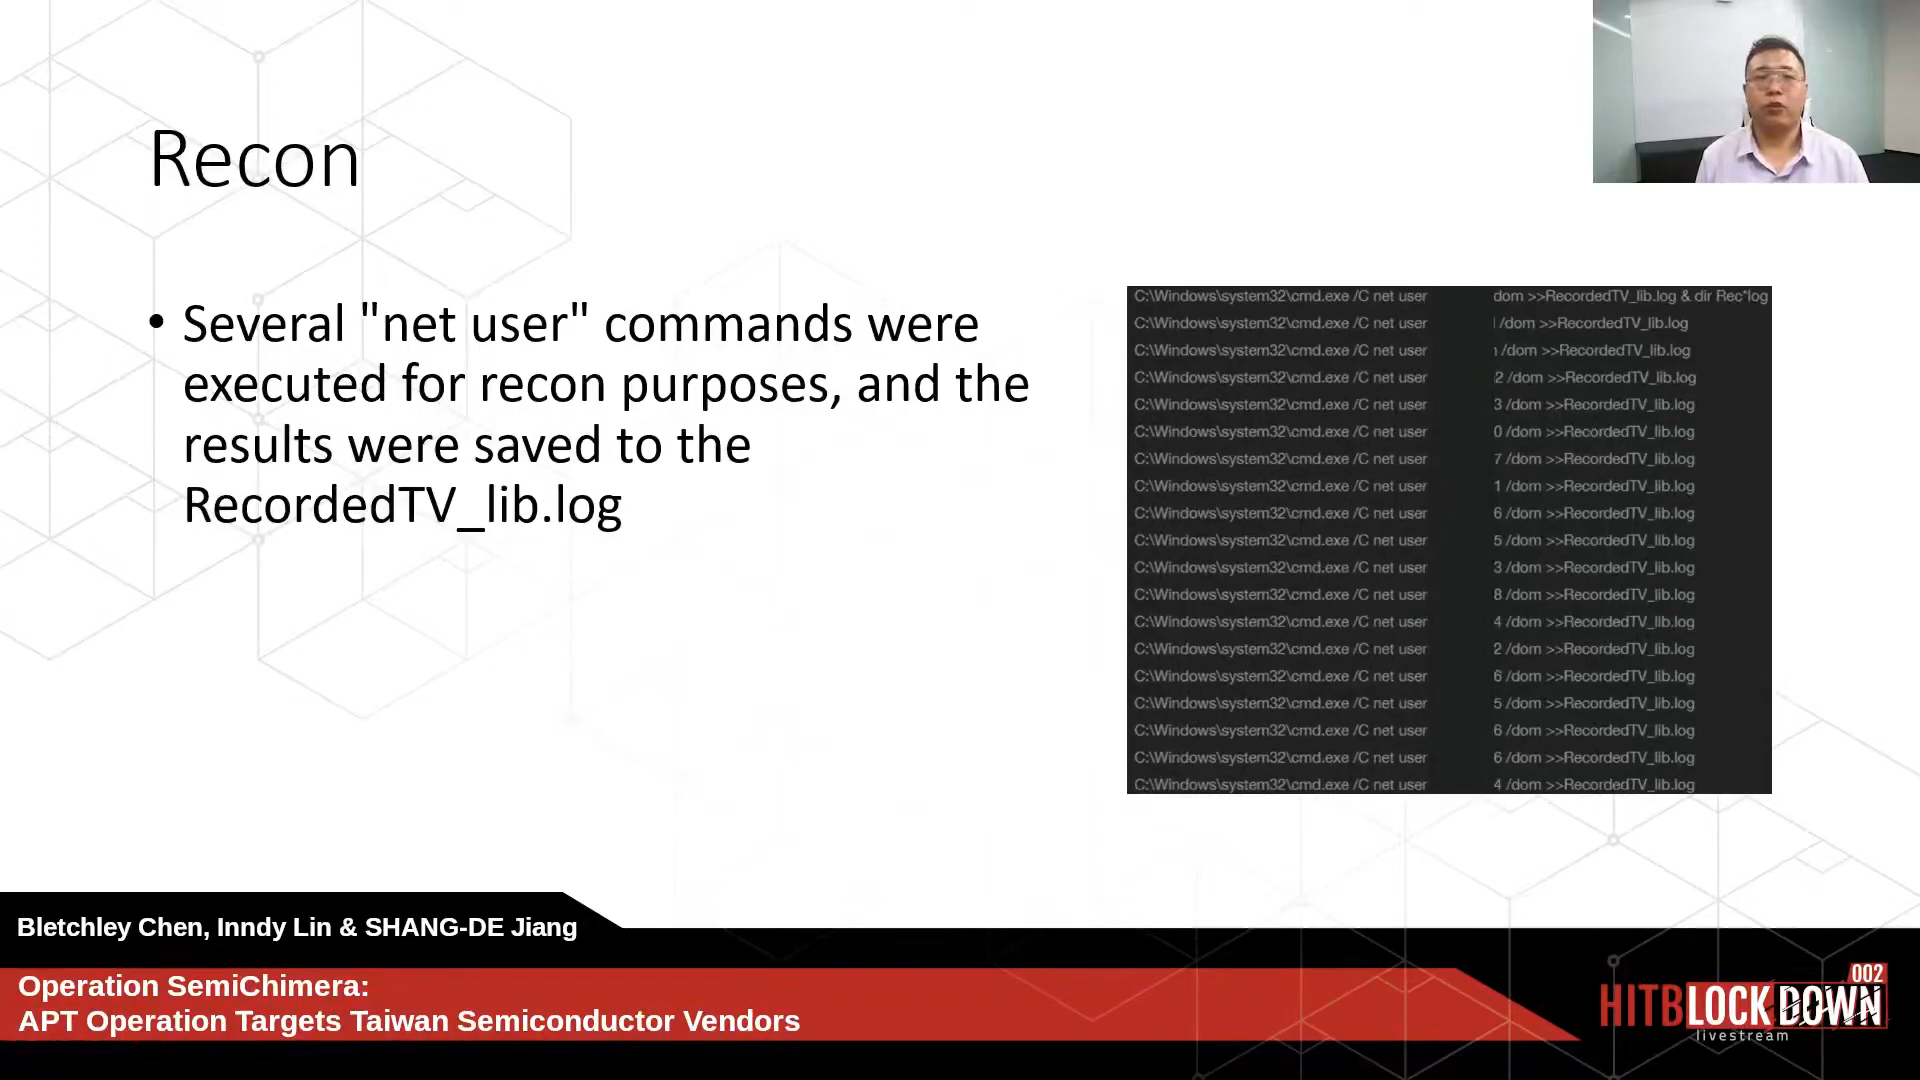 Recon
• Several "net user" commands were
executed for recon purposes, and the
results were saved to the
RecordedTV_lib.log
C:\Windows\system32\cmd.exe /C net user dom >>RecordedTV_lib.log & dir Rec*log
C:\Windows\system32\cmd.exe /C net user /dom >>RecordedTV_lib.log
C:\Windows\system32\cmd.exe /C net user /dom >>RecordedTV_lib.log
C:\Windows\system32\cmd.exe /C net user 2 /dom >>RecordedTV_lib.log
C:\Windows\system32\cmd.exe /C net user 3 /dom >>RecordedTV_lib.log
C:\Windows\system32\cmd.exe /C net user 0 /dom >>RecordedTV_lib.log
C:\Windows\system32\cmd.exe /C net user 7 /dom >>RecordedTV_lib.log
C:\Windows\system32\cmd.exe /C net user 1 /dom >>RecordedTV_lib.log
C:\Windows\system32\cmd.exe /C net user 6 /dom >>RecordedTV_lib.log
C:\Windows\system32\cmd.exe /C net user 5 /dom >>RecordedTV_lib.log
C:\Windows\system32\cmd.exe /C net user 3 /dom >>RecordedTV_lib.log
C:\Windows\system32\cmd.exe /C net user 8 /dom >>RecordedTV_lib.log
C:\Windows\system32\cmd.exe /C net user 4 /dom >>RecordedTV_lib.log
C:\Windows\system32\cmd.exe /C net user 2 /dom >>RecordedTV_lib.log
C:\Windows\system32\cmd.exe /C net user 6 /dom >>RecordedTV_lib.log
C:\Windows\system32\cmd.exe /C net user 5 /dom >>RecordedTV_lib.log
C:\Windows\system32\cmd.exe /C net user 6 /dom >>RecordedTV_lib.log
C:\Windows\system32\cmd.exe /C net user 6 /dom >>RecordedTV_lib.log
C:\Windows\system32\cmd.exe /C net user 4 /dom >>RecordedTV_lib.log
Bletchley Chen, Inndy Lin & SHANG-DE Jiang
Operation SemiChimera:
APT Operation Targets Taiwan Semiconductor Vendors
002
HITBLOCKDOWN
livestream